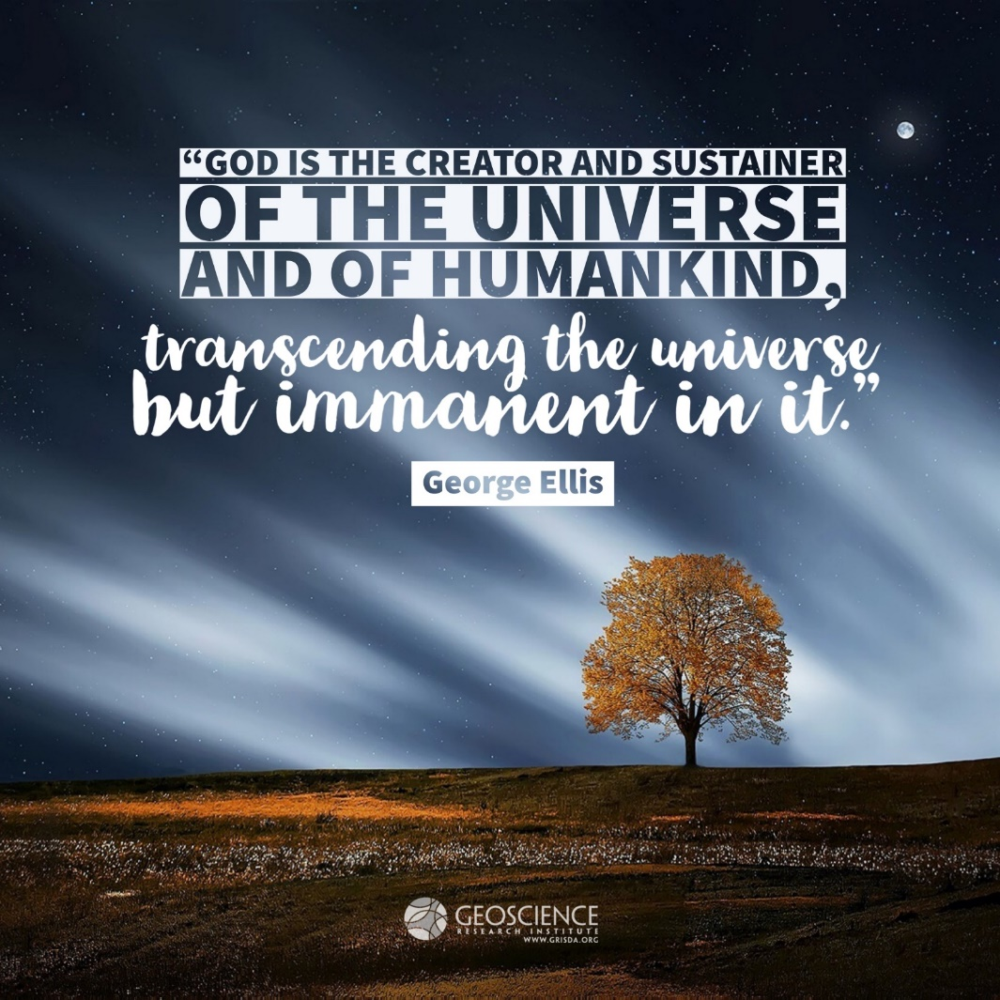 “GOD IS THE CREATOR AND SUSTAINER
OF THE UNIVERSE
AND OF HUMANKIND,
transcending the universe
but immanent in it.”
George Ellis
GEOSCIENCE
RESEARCH INSTITUTE
WWW.GRISDA.ORG